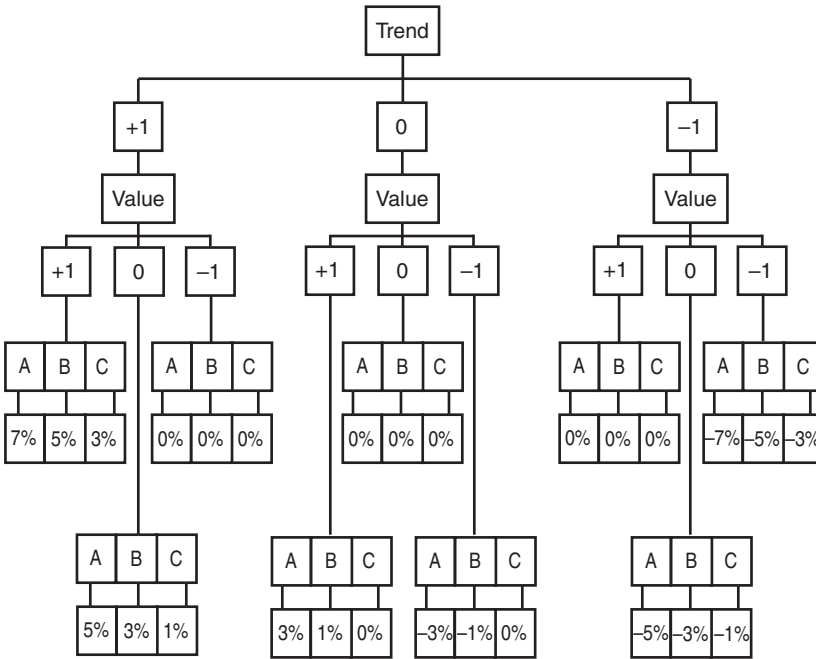 Trend
+1 0 –1
Value Value Value
+1 0 –1 +1 0 –1 +1 0 –1
A B C A B C A B C A B C A B C
7% 5% 3% 0% 0% 0% 0% 0% 0% 0% 0% 0% –7% –5% –3%
A B C A B C A B C A B C
5% 3% 1% 3% 1% 0% –3% –1% 0% –5% –3% –1%